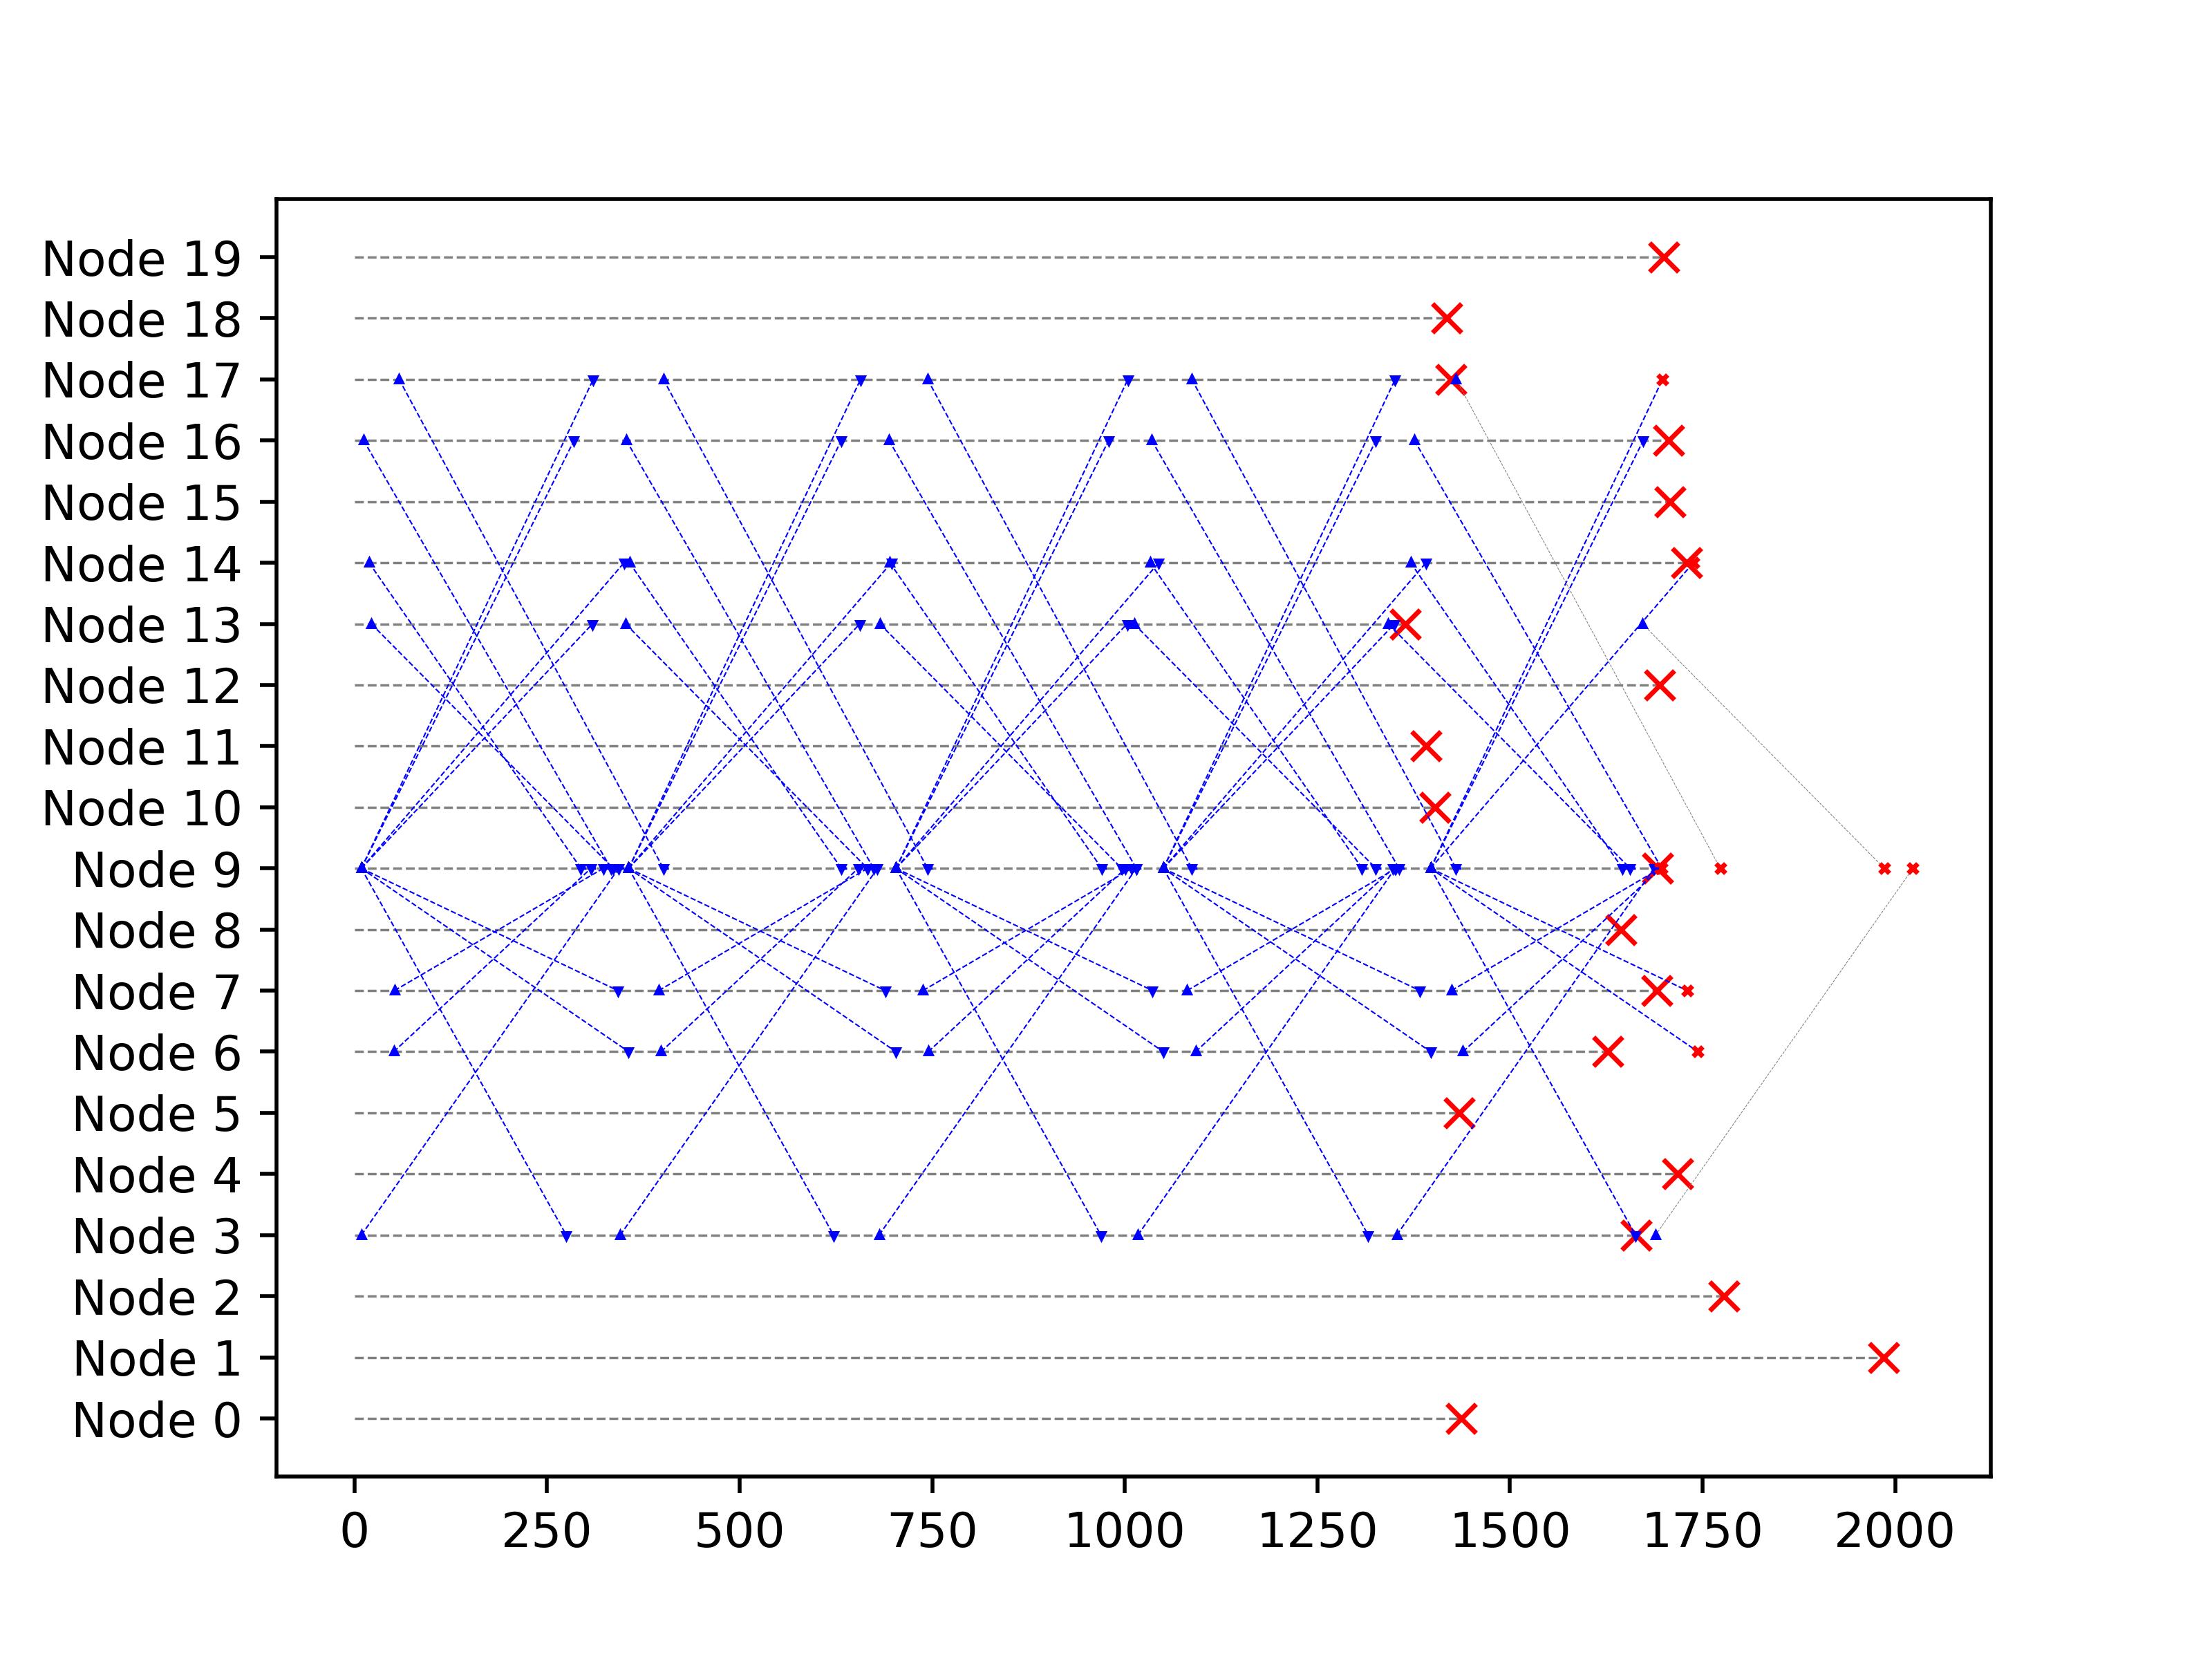 Node 19
Node 18
Node 17
Node 16
Node 15
Node 14
Node 13
Node 12
Node 11
Node 10
Node 9
Node 8
Node 7
Node 6
Node 5
Node 4
Node 3
Node 2
Node 1
Node 0
0 250 500 750 1000 1250 1500 1750 2000